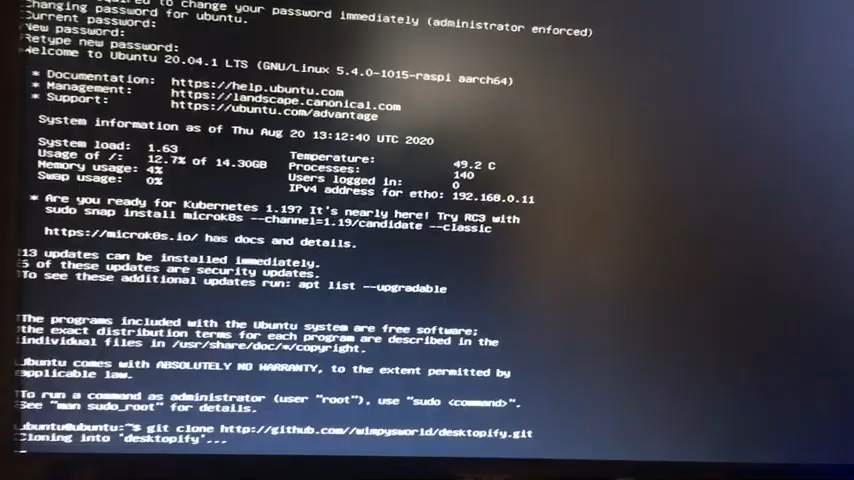 required to change your password immediately (administrator enforced)
Changing password for ubuntu.
Current password:
New password:
Retype new password:
Welcome to Ubuntu 20.04.1 LTS (GNU/Linux 5.4.0-1015-raspi aarch64)
* Documentation: https://help.ubuntu.com
* Management: https://landscape.canonical.com
* Support: https://ubuntu.com/advantage
System information as of Thu Aug 20 13:12:40 UTC 2020
System load: 1.63 Temperature: 49.2 C
Usage of /: 12.7% of 14.30GB Processes: 140
Memory usage: 4% Users logged in: 0
Swap usage: 0% IPv4 address for eth0: 192.168.0.11
* Are you ready for Kubernetes 1.19? It's nearly here! Try RC3 with
sudo snap install microk8s --channel=1.19/candidate --classic
https://microk8s.io/ has docs and details.
13 updates can be installed immediately.
5 of these updates are security updates.
To see these additional updates run: apt list --upgradable
The programs included with the Ubuntu system are free software;
the exact distribution terms for each program are described in the
individual files in /usr/share/doc/*/copyright.
Ubuntu comes with ABSOLUTELY NO WARRANTY, to the extent permitted by
applicable law.
To run a command as administrator (user "root"), use "sudo <command>".
See "man sudo_root" for details.
ubuntu@ubuntu:~$ git clone http://github.com//wimpysworld/desktopify.git
Cloning into 'desktopify'...